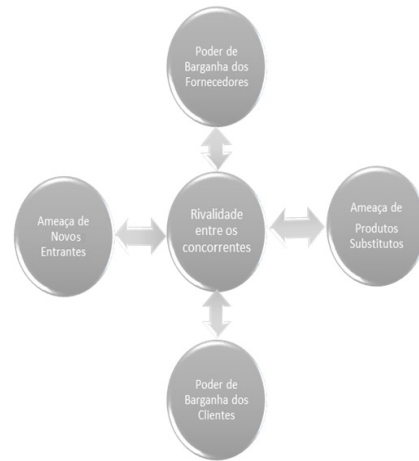 Poder de
Barganha dos
Fornecedores
Ameaça de
Novos
Entrantes
Rivalidade
entre os
concorrentes
Ameaça de
Produtos
Substitutos
Poder de
Barganha dos
Clientes